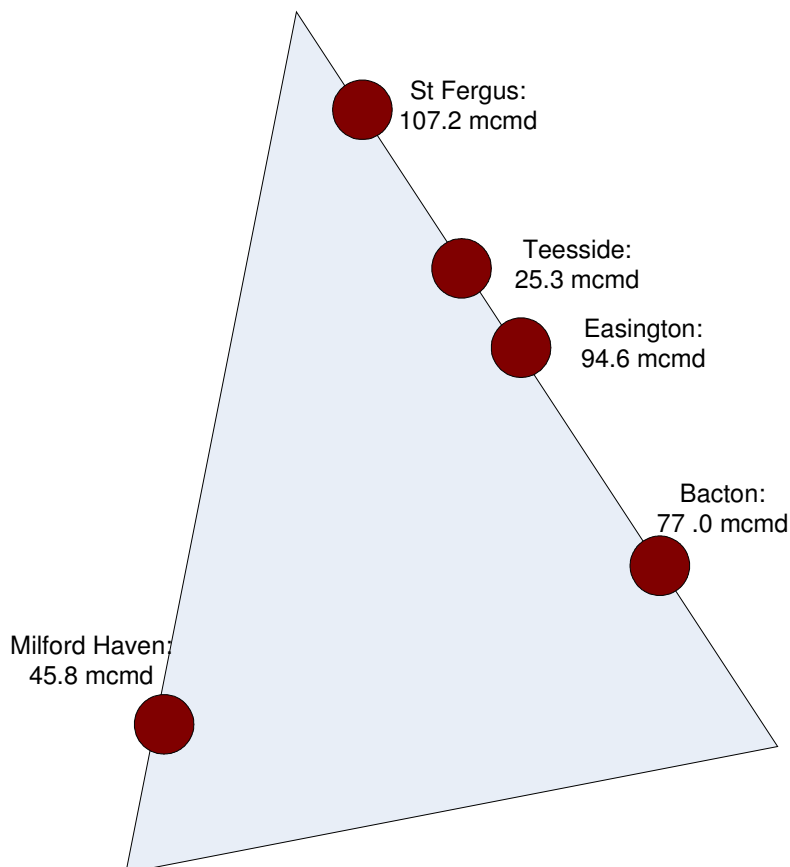 St Fergus:
107.2 mcmd
Teesside:
25.3 mcmd
Easington:
94.6 mcmd
Bacton:
77 .0 mcmd
Milford Haven:
45.8 mcmd